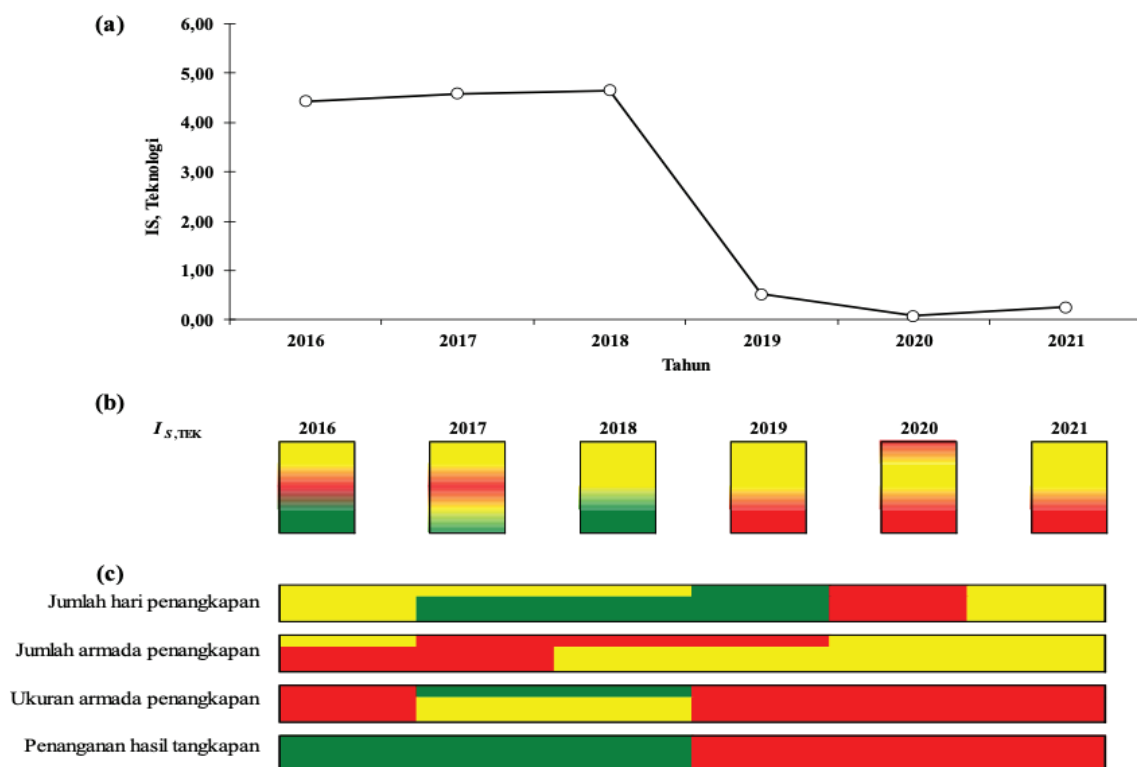 (a)
6,00
5,00
4,00
3,00
2,00
1,00
0,00
IS, Teknologi
2016 2017 2018 2019 2020 2021
Tahun
(b)
I S,TEK 2016 2017 2018 2019 2020 2021
(c)
Jumlah hari penangkapan
Jumlah armada penangkapan
Ukuran armada penangkapan
Penanganan hasil tangkapan